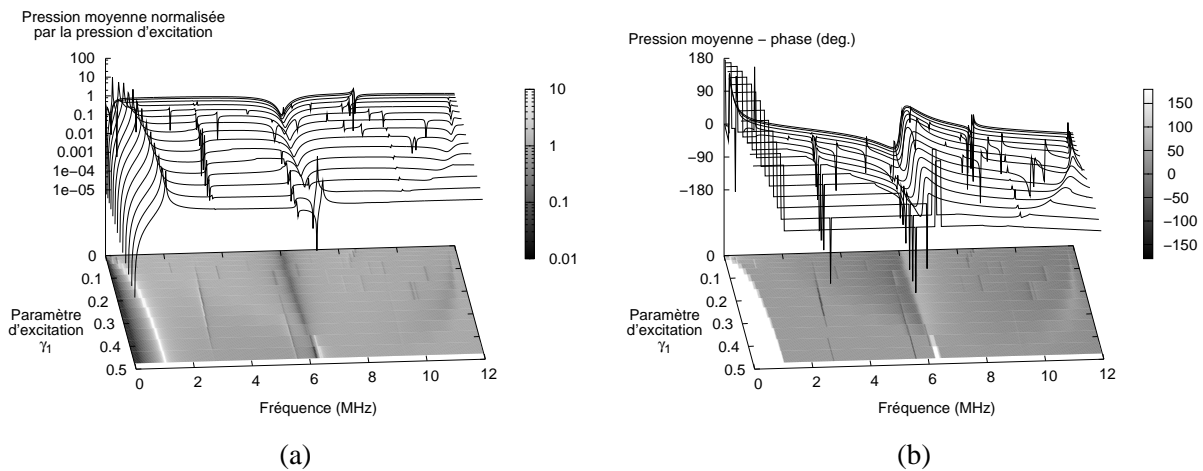 Pression moyenne normalisée
par la pression d'excitation
100
10
1
0.1
0.01
0.001
1e−04
1e−05
0
0.1
0.2
0.3
0.4
0.5
Paramètre
d'excitation
γ1
0 2 4 6 8 10 12
Fréquence (MHz)
10
1
0.1
0.01
(a)
Pression moyenne − phase (deg.)
180
90
0
−90
−180
0
0.1
0.2
0.3
0.4
0.5
Paramètre
d'excitation
γ1
0 2 4 6 8 10 12
Fréquence (MHz)
150
100
50
0
−50
−100
−150
(b)